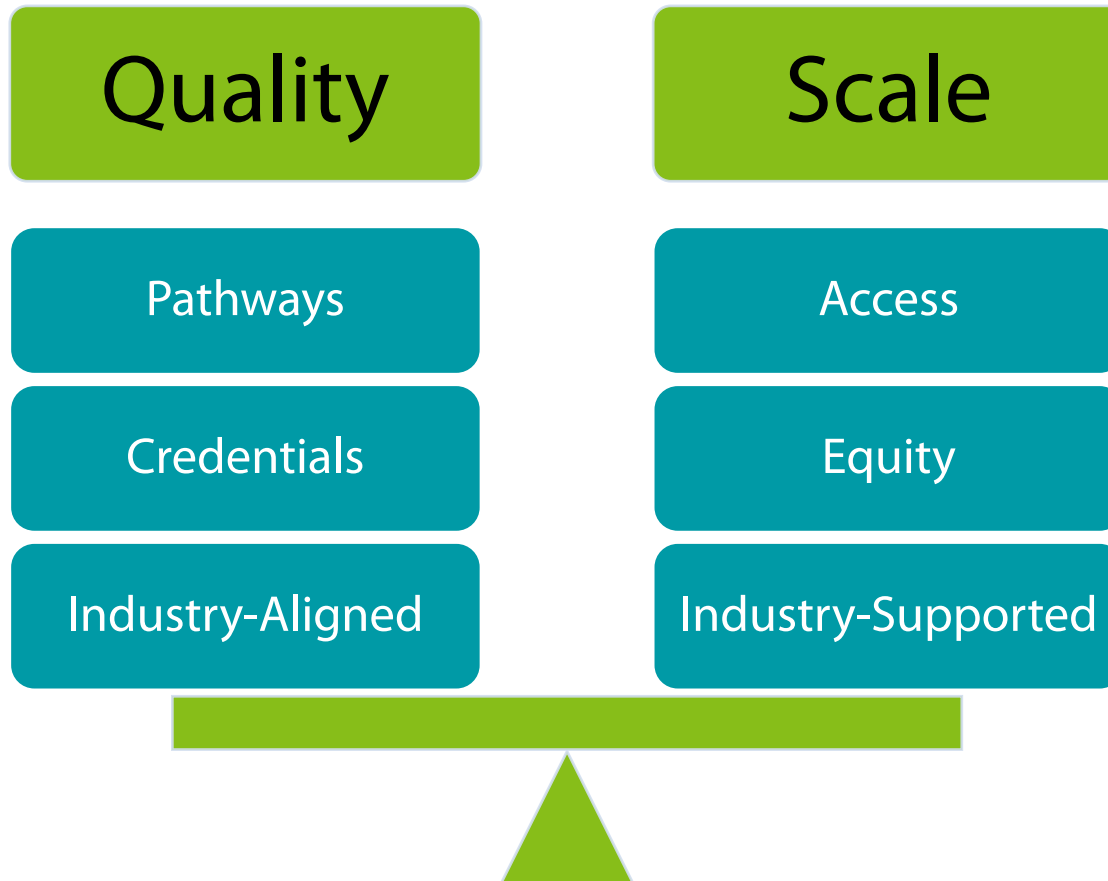 Quality
Pathways
Credentials
Industry-Aligned
Scale
Access
Equity
Industry-Supported